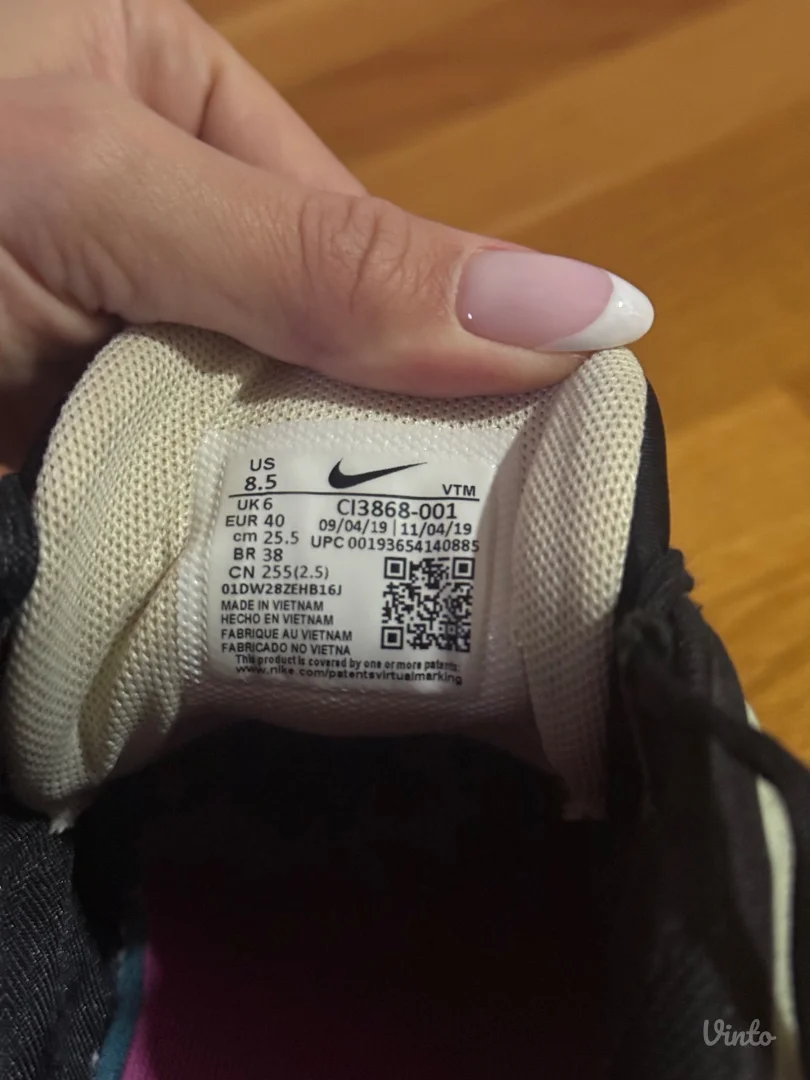 US
8.5
VTM
UK 6
CI3868-001
EUR 40
09/04/19 | 11/04/19
cm 25.5
UPC 00193654140885
BR 38
CN 255(2.5)
01DW28ZEHB16J
MADE IN VIETNAM
HECHO EN VIETNAM
FABRIQUE AU VIETNAM
FABRICADO NO VIETNA
This product is covered by one or more patents:
www.nike.com/patentsvirtualmarking
Vinto